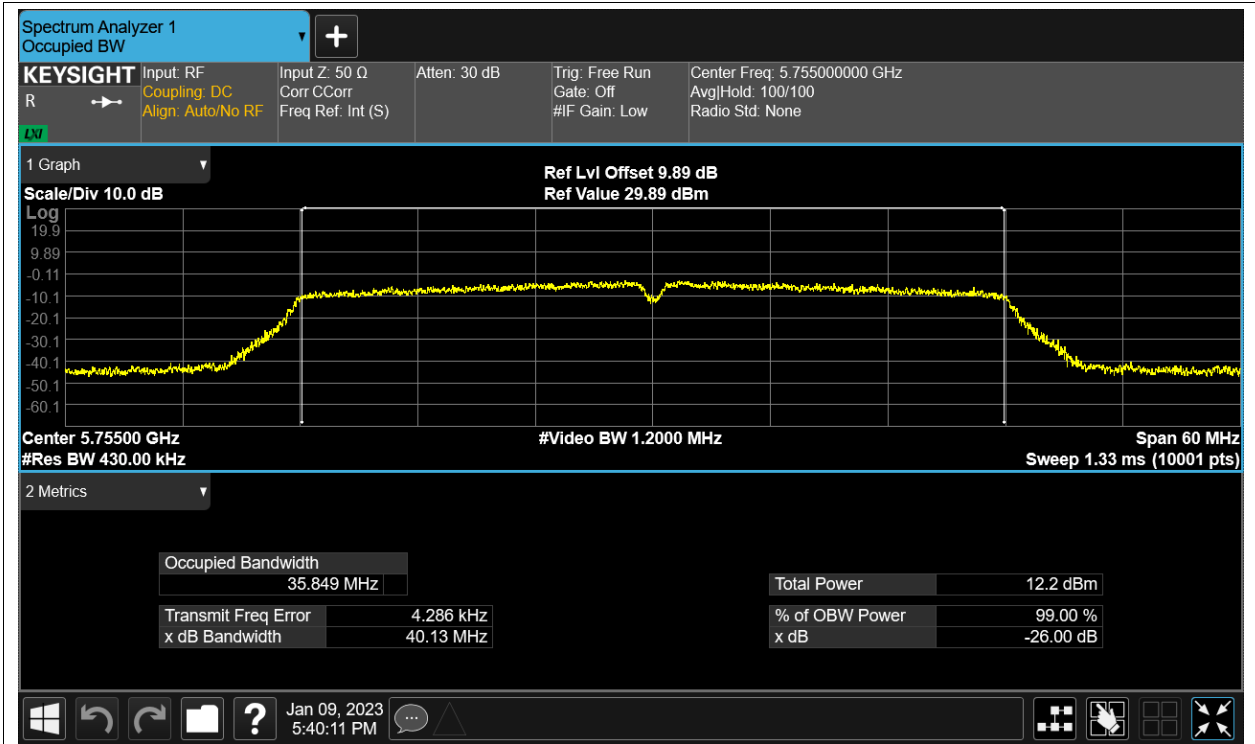 Spectrum Analyzer 1
Occupied BW
KEYSIGHT
R
LXI
Input: RF
Coupling: DC
Align: Auto/No RF
Input Z: 50 Ω
Corr CCorr
Freq Ref: Int (S)
Atten: 30 dB
Trig: Free Run
Gate: Off
#IF Gain: Low
Center Freq: 5.755000000 GHz
Avg|Hold: 100/100
Radio Std: None
1 Graph
Scale/Div 10.0 dB
Ref Lvl Offset 9.89 dB
Ref Value 29.89 dBm
Log
19.9
9.89
-0.11
-10.1
-20.1
-30.1
-40.1
-50.1
-60.1
Center 5.75500 GHz
#Video BW 1.2000 MHz
Span 60 MHz
#Res BW 430.00 kHz
Sweep 1.33 ms (10001 pts)
2 Metrics
Occupied Bandwidth
35.849 MHz
Total Power 12.2 dBm
Transmit Freq Error 4.286 kHz
% of OBW Power 99.00 %
x dB Bandwidth 40.13 MHz
x dB -26.00 dB
?
Jan 09, 2023
5:40:11 PM